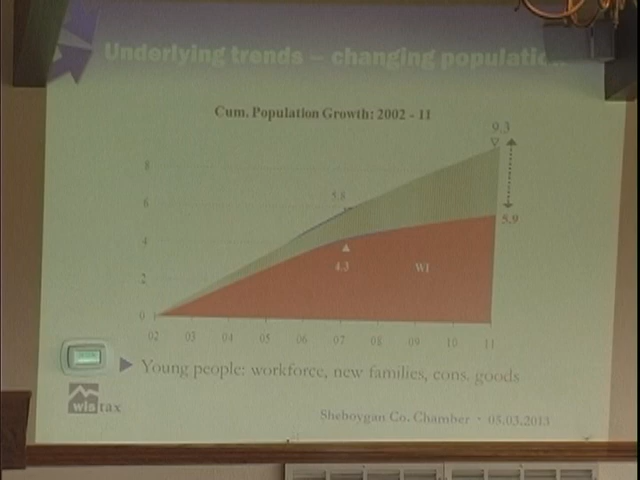 Underlying trends – changing population
Cum. Population Growth: 2002 - 11
9.3
8
5.8
6
5.9
4
4.3
WI
2
0
02 03 04 05 06 07 08 09 10 11
Young people: workforce, new families, cons. goods
wistax
Sheboygan Co. Chamber · 05.03.2013